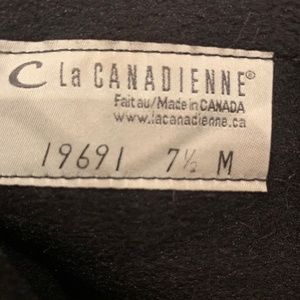 C La CANADIENNE®
Fait au/Made in CANADA
www.lacanadienne.ca
19691 7½ M